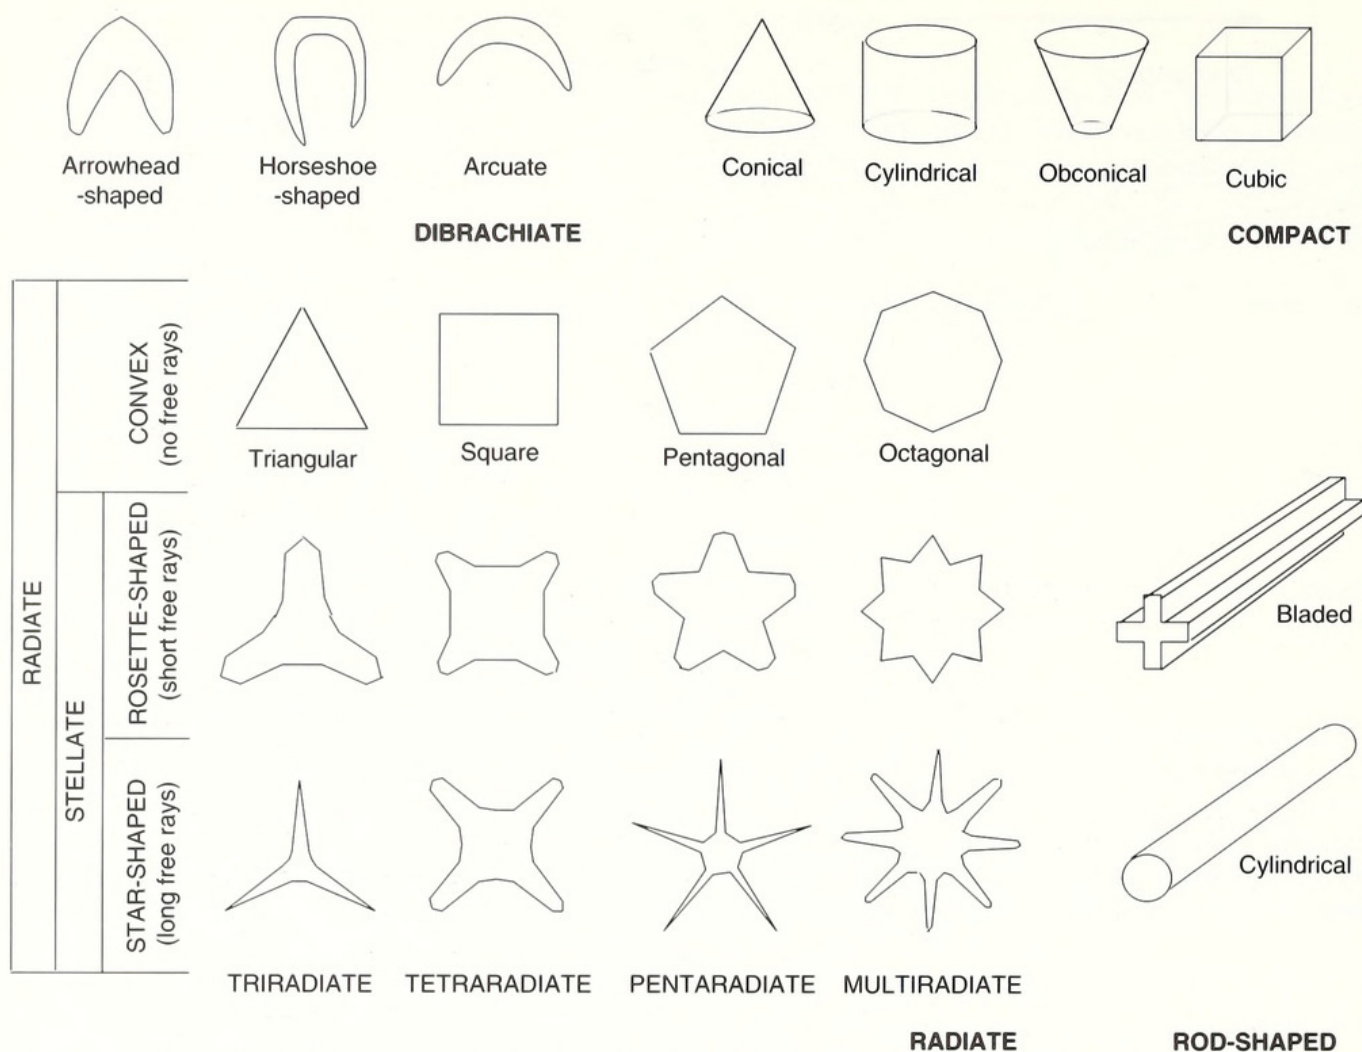 Arrowhead
-shaped
Horseshoe
-shaped
Arcuate
DIBRACHIATE
Conical
Cylindrical
Obconical
Cubic
COMPACT
RADIATE
STELLATE
CONVEX
(no free rays)
Triangular
Square
Pentagonal
Octagonal
ROSETTE-SHAPED
(short free rays)
STAR-SHAPED
(long free rays)
TRIRADIATE
TETRARADIATE
PENTARADIATE
MULTIRADIATE
RADIATE
Bladed
Cylindrical
ROD-SHAPED